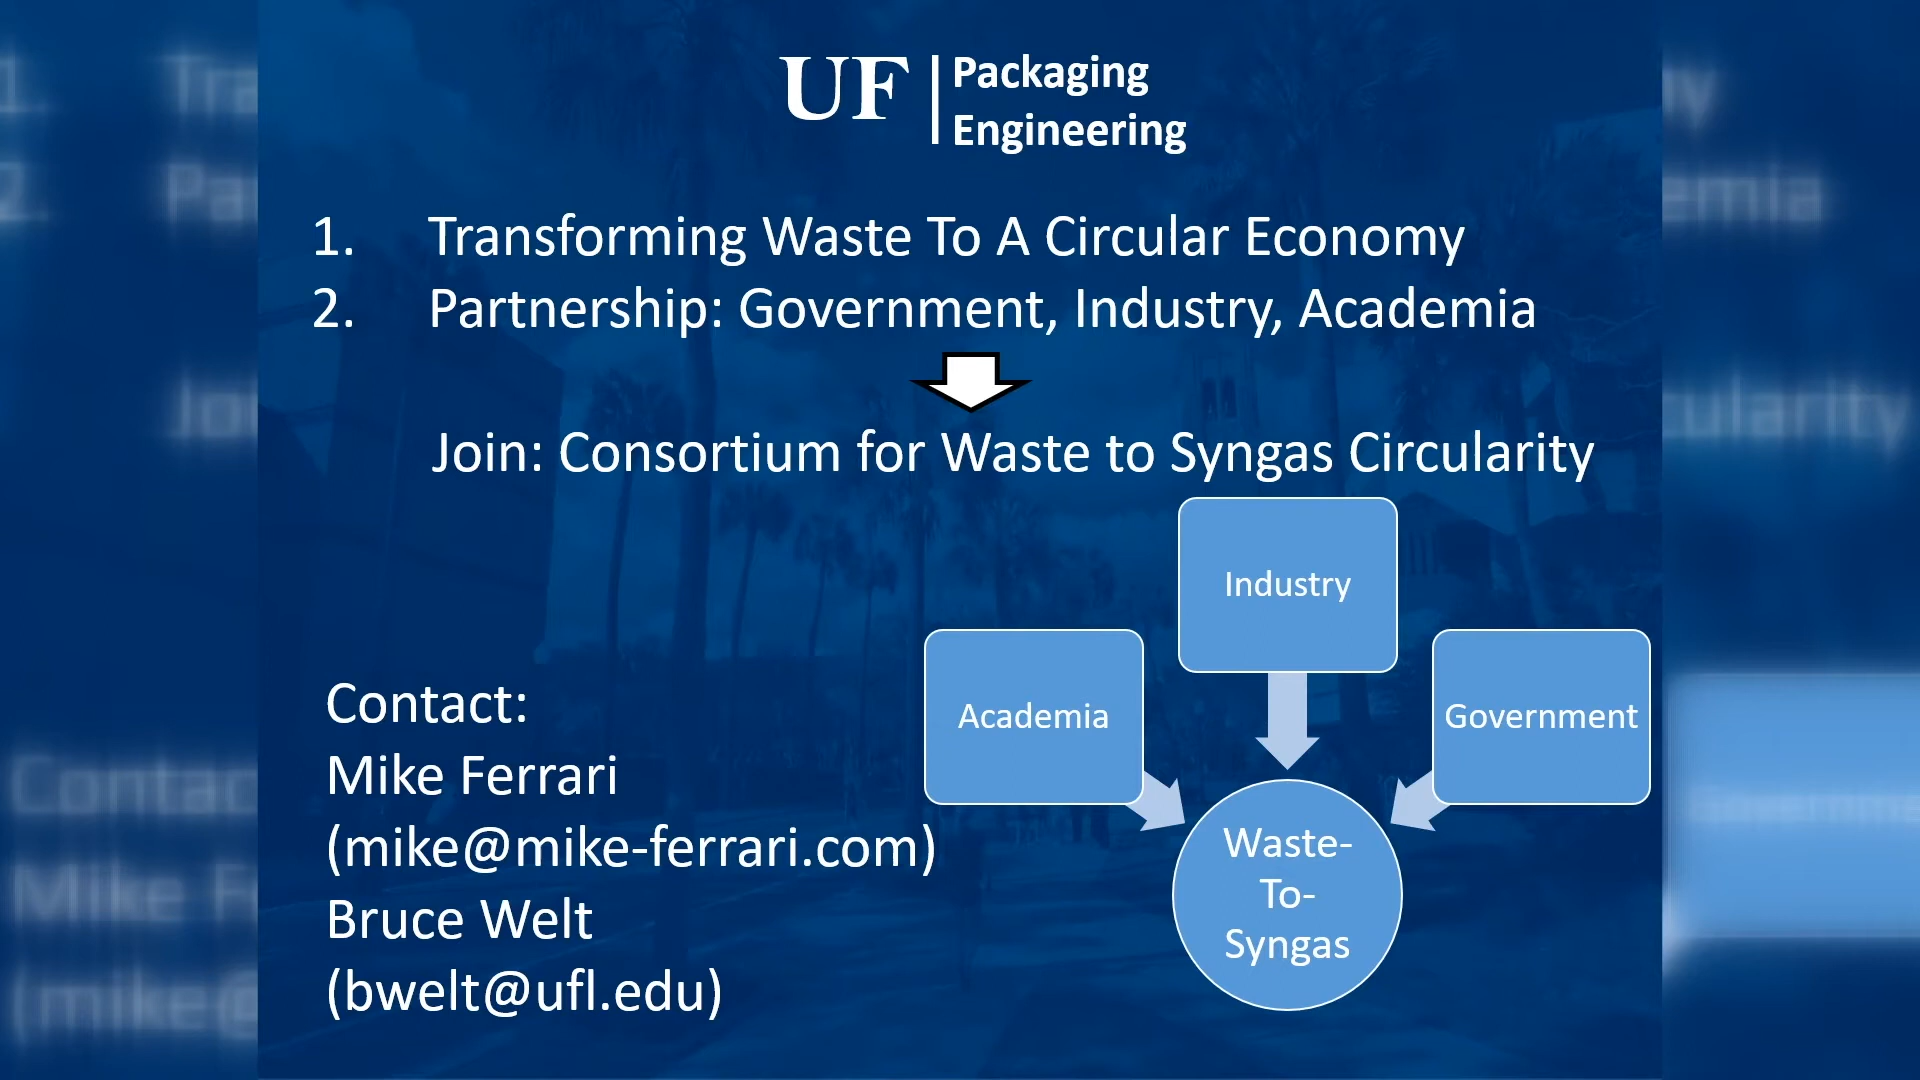 UF
Packaging
Engineering
1. Transforming Waste To A Circular Economy
2. Partnership: Government, Industry, Academia
Join: Consortium for Waste to Syngas Circularity
Industry
Academia
Government
Waste-
To-
Syngas
Contact:
Mike Ferrari
(mike@mike-ferrari.com)
Bruce Welt
(bwelt@ufl.edu)